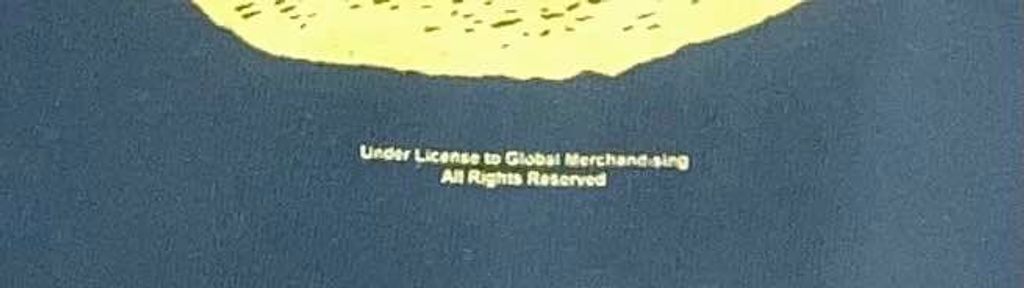 Under License to Global Merchandising
All Rights Reserved